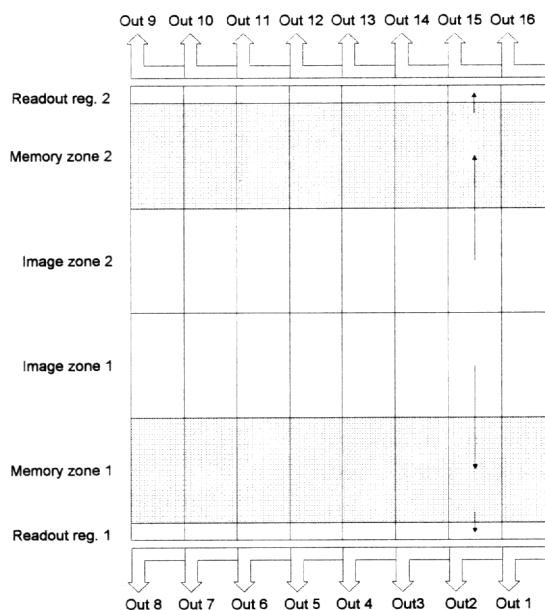 Out 9 Out 10 Out 11 Out 12 Out 13 Out 14 Out 15 Out 16
Readout reg. 2
Memory zone 2
Image zone 2
Image zone 1
Memory zone 1
Readout reg. 1
Out 8 Out 7 Out 6 Out 5 Out 4 Out3 Out2 Out 1